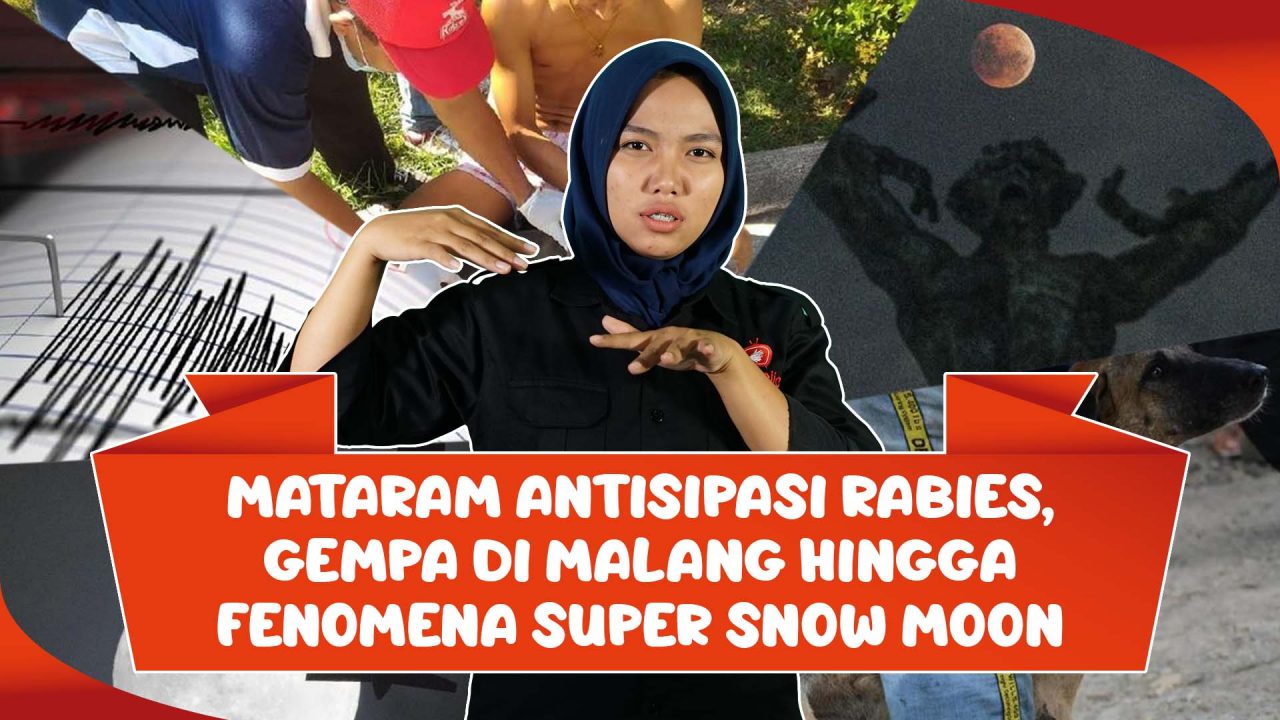 MATARAM ANTISIPASI RABIES,
GEMPA DI MALANG HINGGA
FENOMENA SUPER SNOW MOON